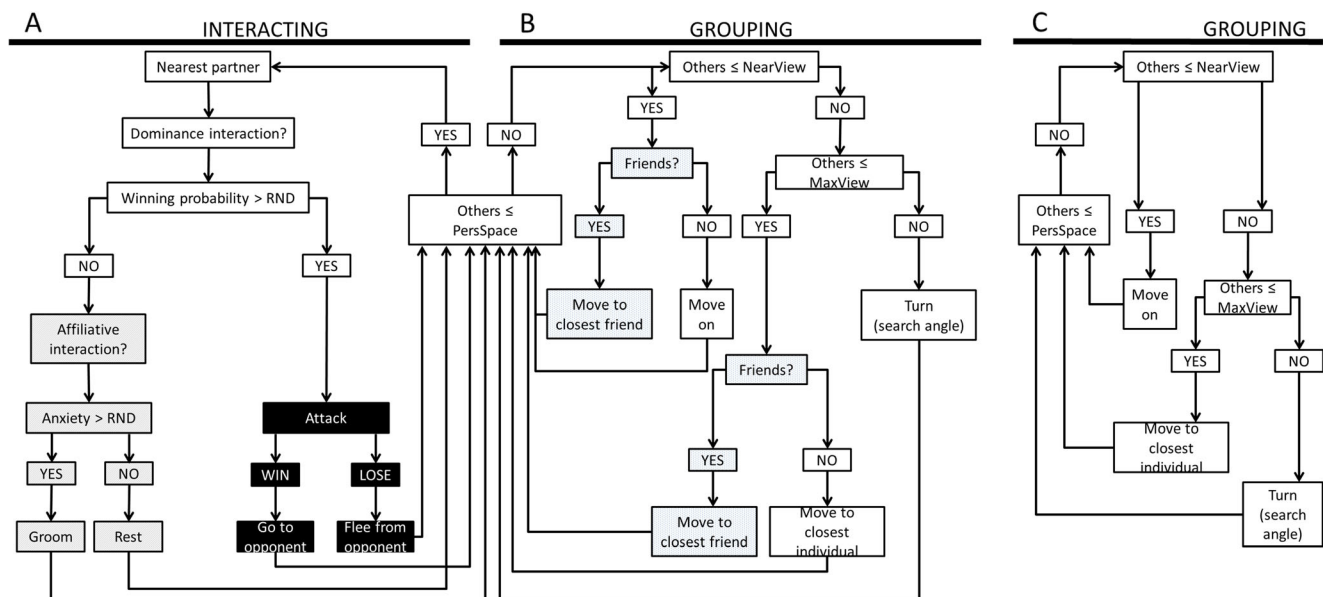 A
INTERACTING
Nearest partner
Dominance interaction?
Winning probability > RND
NO
YES
Affiliative
interaction?
Anxiety > RND
YES
NO
Groom
Rest
Attack
WIN
LOSE
Go to
opponent
Flee from
opponent
YES
NO
Others ≤
PersSpace
B
GROUPING
Others ≤ NearView
YES
NO
Friends?
YES
NO
Move to
closest friend
Move
on
Others ≤
MaxView
YES
NO
Turn
(search angle)
Friends?
YES
NO
Move to
closest friend
Move to
closest
individual
C
GROUPING
Others ≤ NearView
NO
Others ≤
PersSpace
YES
NO
Move
on
Others ≤
MaxView
YES
NO
Move to
closest
individual
Turn
(search
angle)